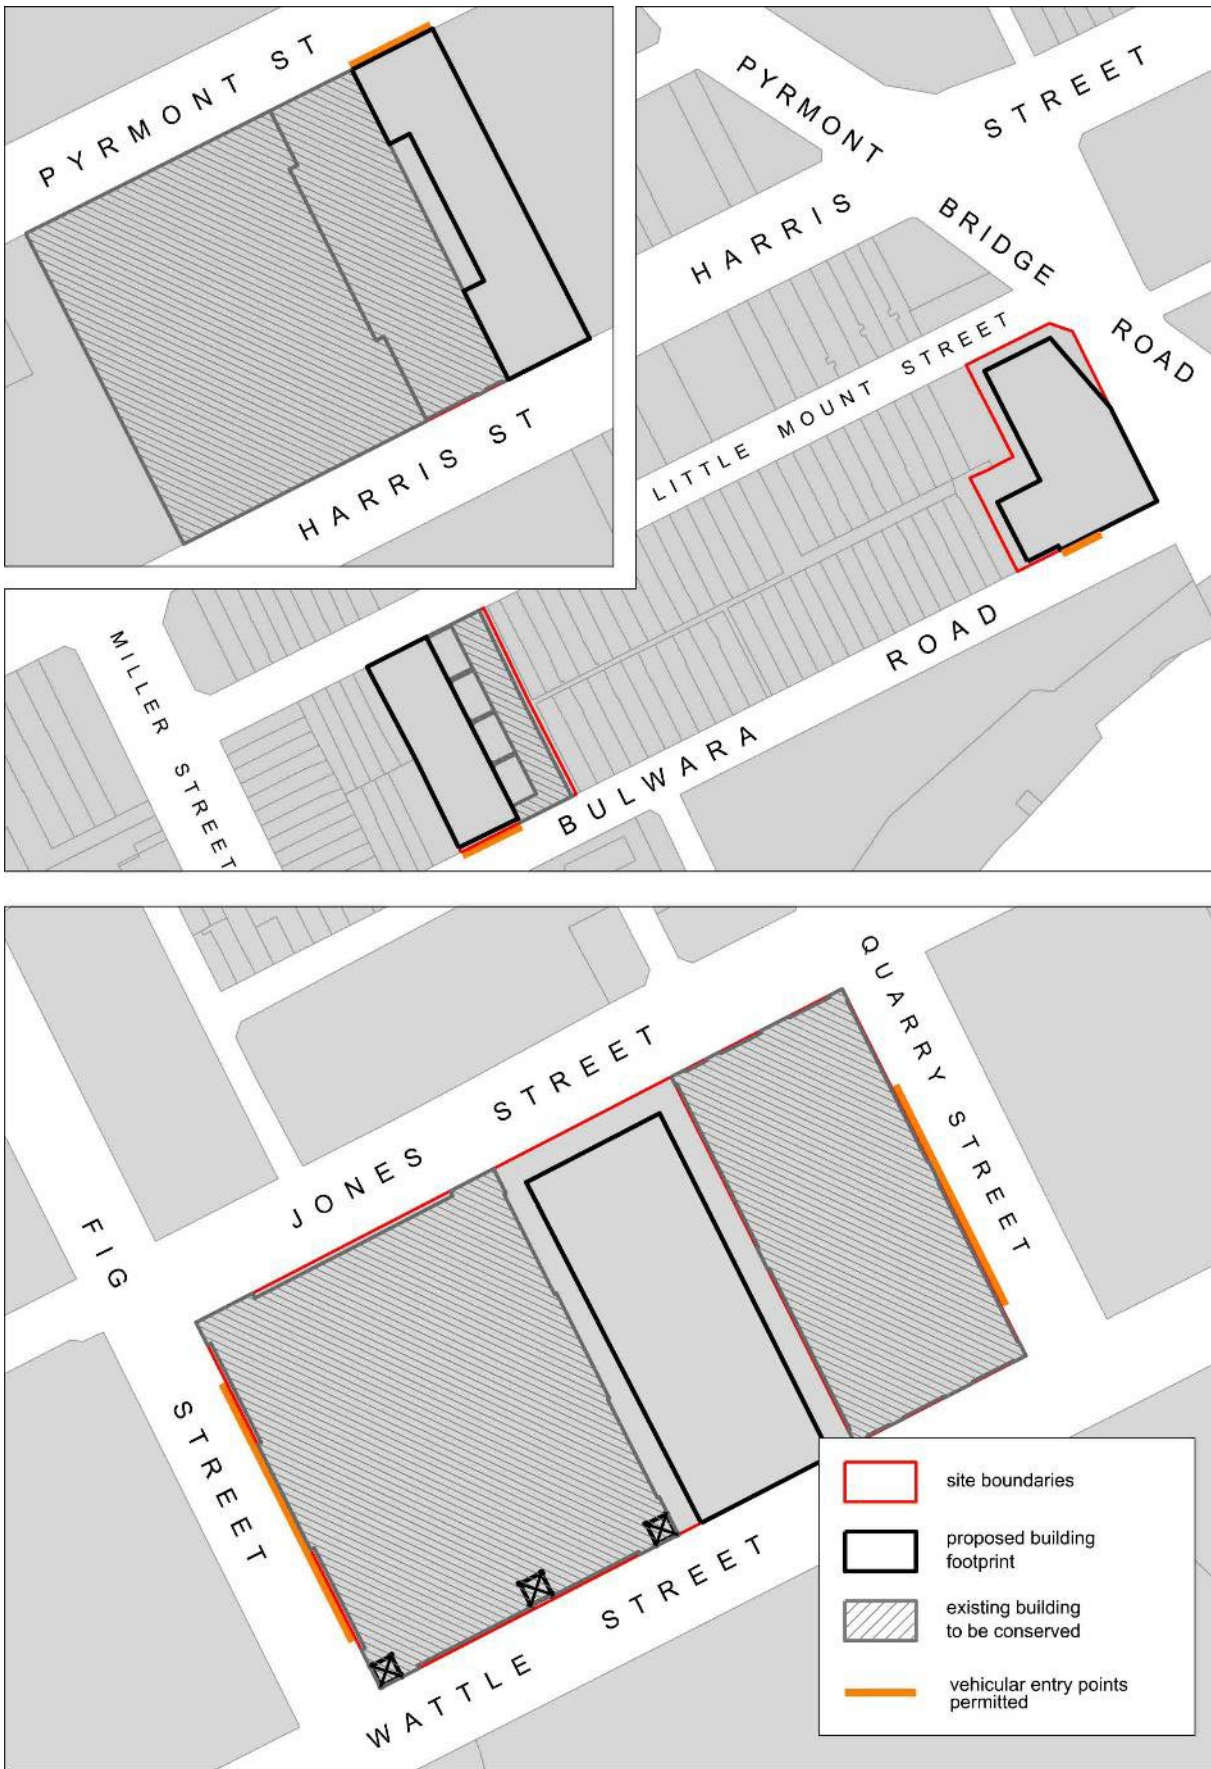 PYRMONT ST
HARRIS ST
PYRMONT
BRIDGE
ROAD
HARRIS STREET
LITTLE MOUNT STREET
BULWARA ROAD
MILLER STREET
JONES STREET
QUARRY STREET
FIG
STREET
WATTLE STREET
site boundaries
proposed building
footprint
existing building
to be conserved
vehicular entry points
permitted